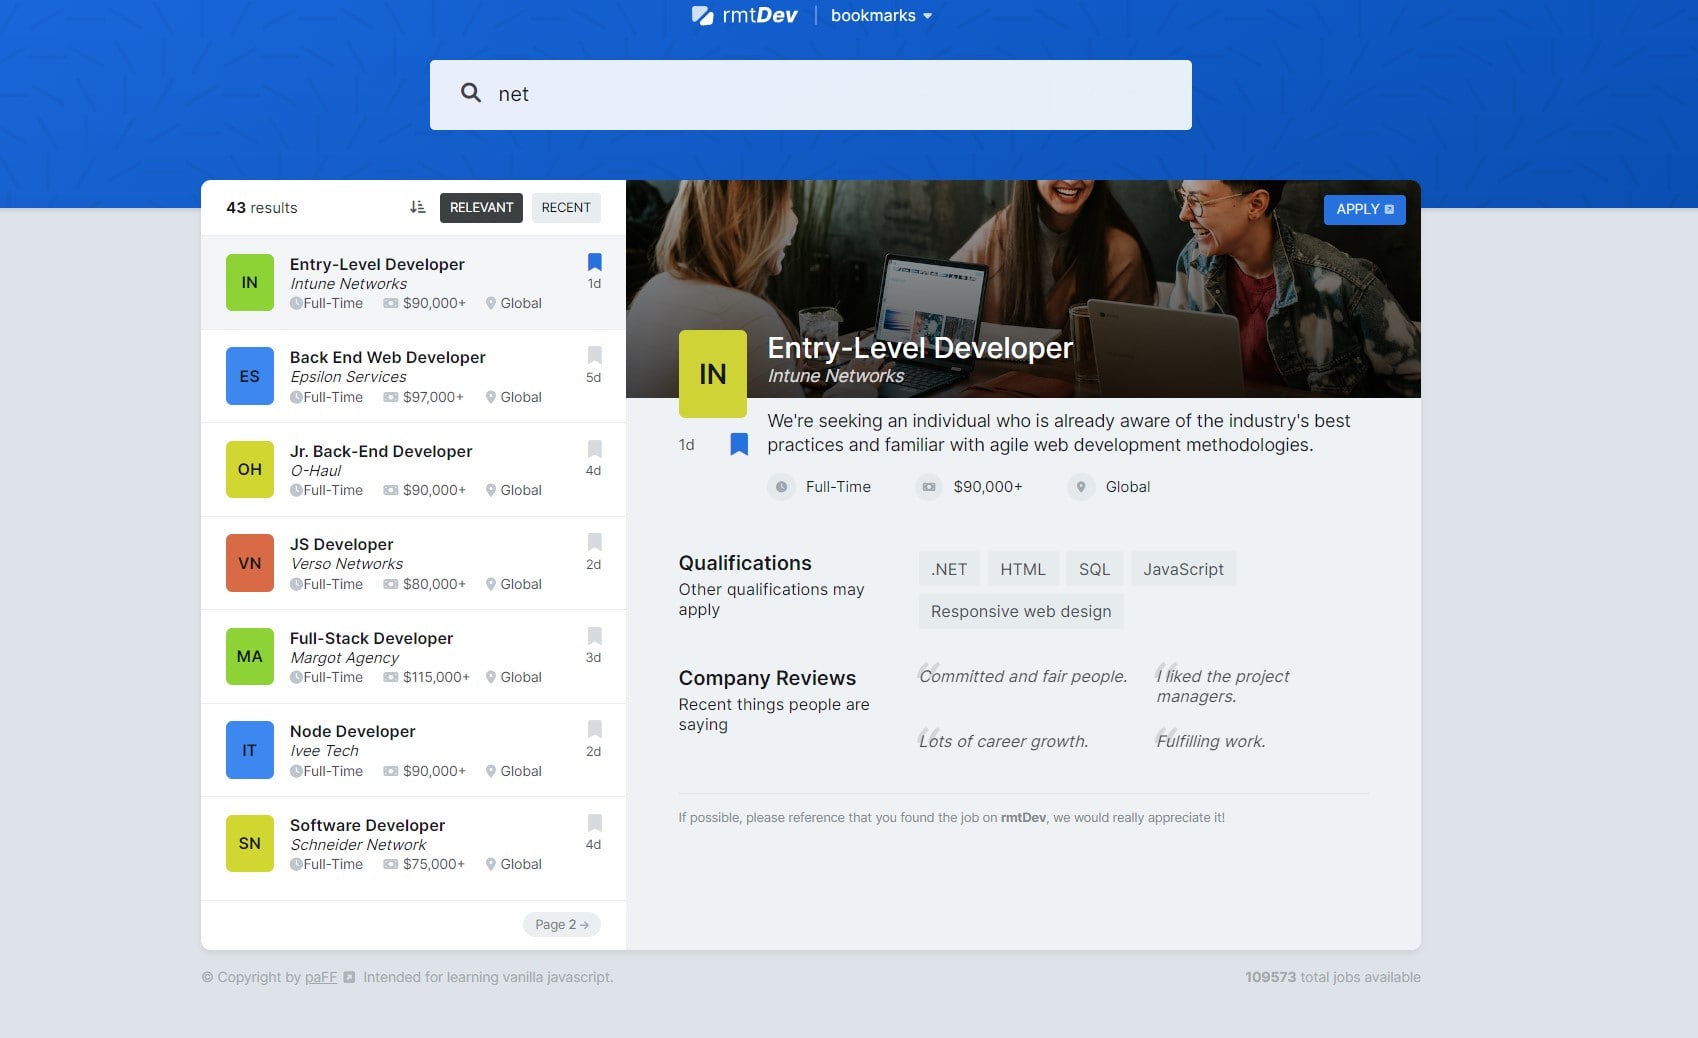 rmtDev
bookmarks
net
43 results
RELEVANT
RECENT
IN
Entry-Level Developer
Intune Networks
Full-Time
$90,000+
Global
1d
ES
Back End Web Developer
Epsilon Services
Full-Time
$97,000+
Global
5d
OH
Jr. Back-End Developer
O-Haul
Full-Time
$90,000+
Global
4d
VN
JS Developer
Verso Networks
Full-Time
$80,000+
Global
2d
MA
Full-Stack Developer
Margot Agency
Full-Time
$115,000+
Global
3d
IT
Node Developer
Ivee Tech
Full-Time
$90,000+
Global
2d
SN
Software Developer
Schneider Network
Full-Time
$75,000+
Global
4d
Page 2 →
APPLY
IN
Entry-Level Developer
Intune Networks
1d
We're seeking an individual who is already aware of the industry's best
practices and familiar with agile web development methodologies.
Full-Time
$90,000+
Global
Qualifications
Other qualifications may
apply
.NET
HTML
SQL
JavaScript
Responsive web design
Company Reviews
Recent things people are
saying
Committed and fair people.
I liked the project
managers.
Lots of career growth.
Fulfilling work.
If possible, please reference that you found the job on rmtDev, we would really appreciate it!
© Copyright by paFF Intended for learning vanilla javascript.
109573 total jobs available